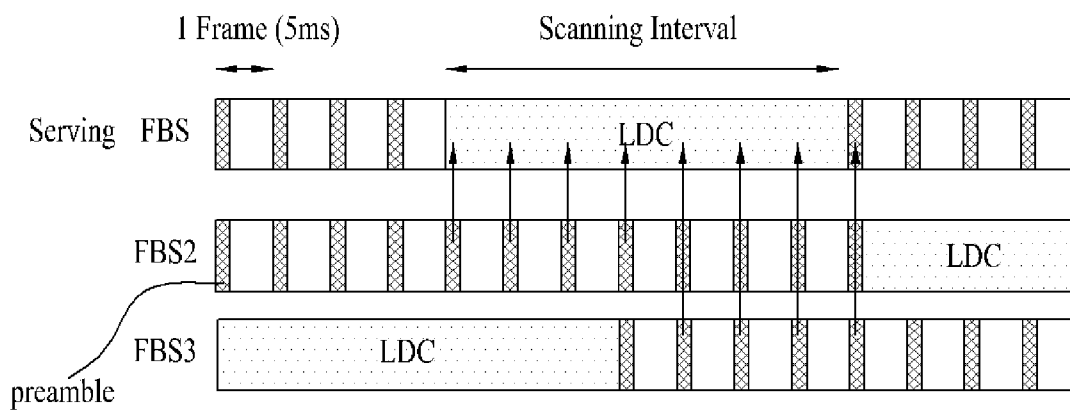 1 Frame (5ms)
Scanning Interval
Serving FBS
LDC
FBS2
LDC
FBS3
LDC
preamble